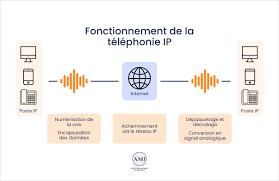 Fonctionnement de la
téléphonie IP
Internet
Poste IP
Poste IP
Numérisation de
la voix
Encapsulation
des données
Acheminement
via le réseau IP
Dépaquetage et
décodage
Conversion en
signal analogique
AMI